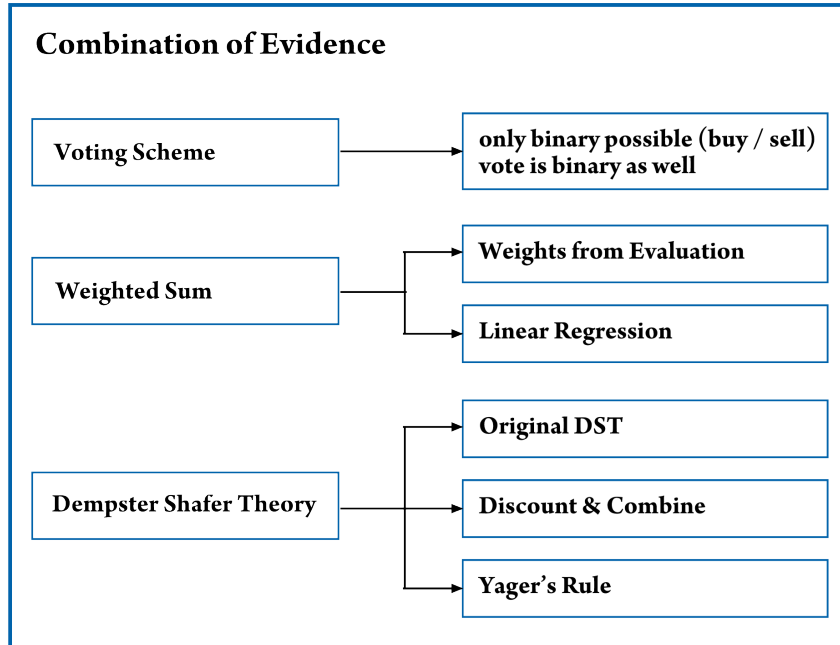 Combination of Evidence
Voting Scheme
only binary possible (buy / sell)
vote is binary as well
Weighted Sum
Weights from Evaluation
Linear Regression
Dempster Shafer Theory
Original DST
Discount & Combine
Yager’s Rule